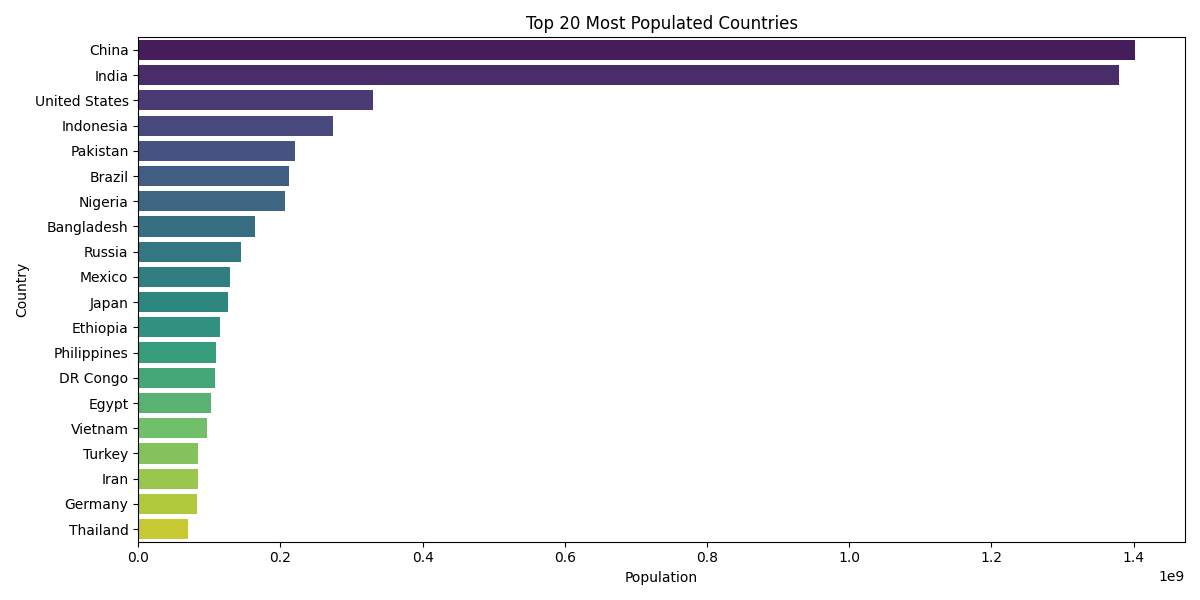 Top 20 Most Populated Countries
China
India
United States
Indonesia
Pakistan
Brazil
Nigeria
Bangladesh
Russia
Mexico
Japan
Ethiopia
Philippines
DR Congo
Egypt
Vietnam
Turkey
Iran
Germany
Thailand
Country
0.0 0.2 0.4 0.6 0.8 1.0 1.2 1.4
1e9
Population